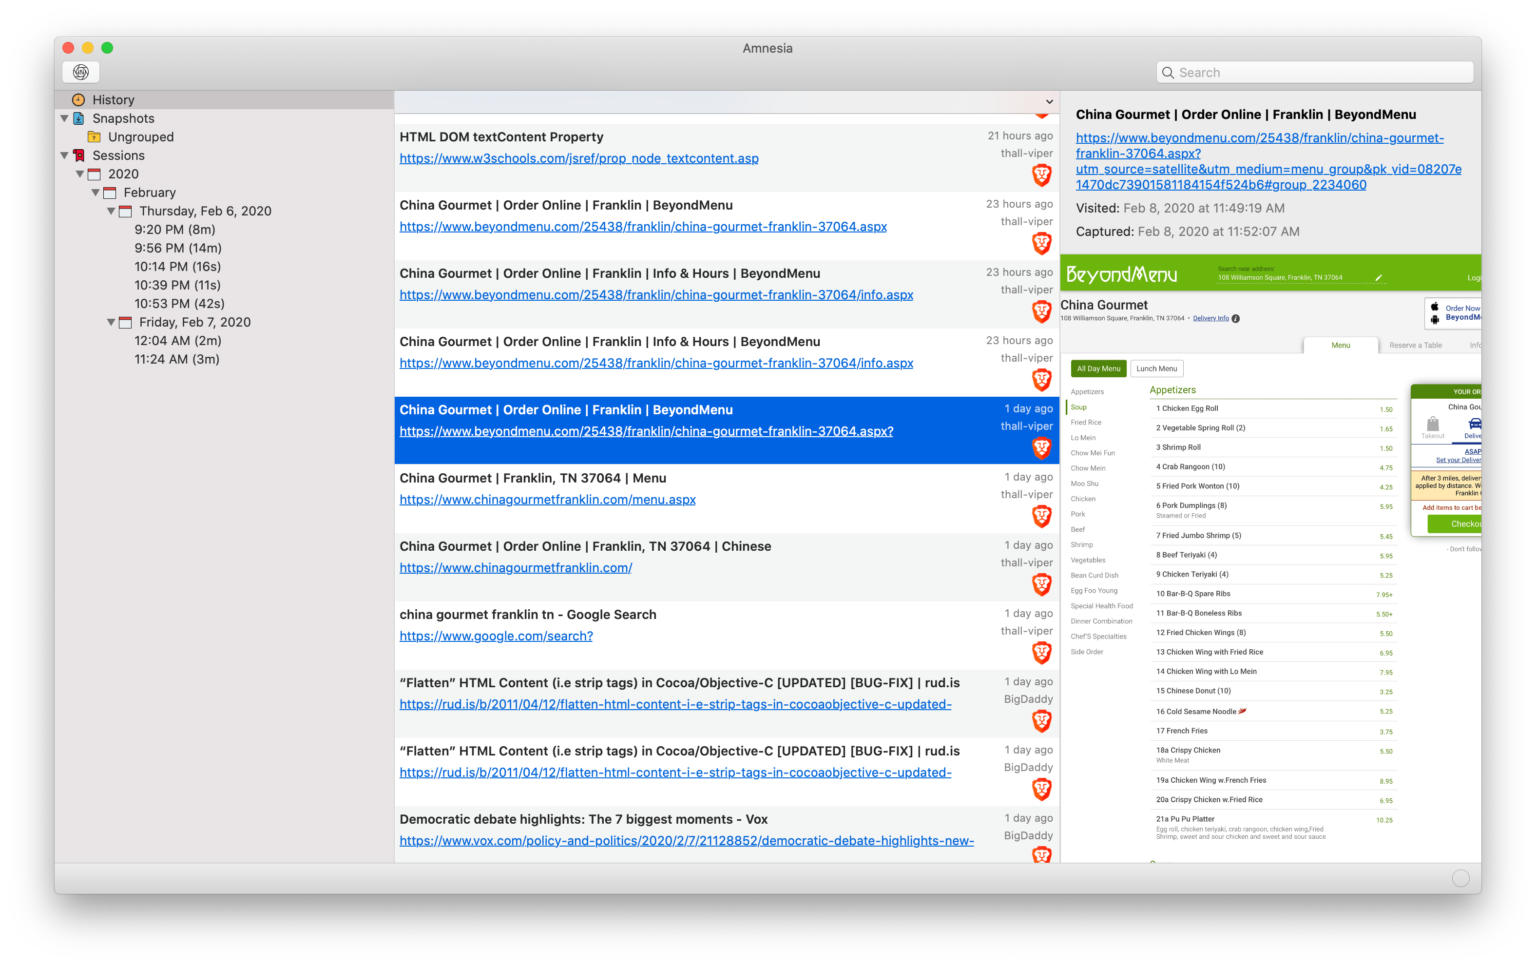 Amnesia
Search
History
Snapshots
Ungrouped
Sessions
2020
February
Thursday, Feb 6, 2020
9:20 PM (8m)
9:56 PM (14m)
10:14 PM (16s)
10:39 PM (11s)
10:53 PM (42s)
Friday, Feb 7, 2020
12:04 AM (2m)
11:24 AM (3m)
HTML DOM textContent Property
21 hours ago
https://www.w3schools.com/jsref/prop_node_textcontent.asp
thall-viper
China Gourmet | Order Online | Franklin | BeyondMenu
23 hours ago
https://www.beyondmenu.com/25438/franklin/china-gourmet-franklin-37064.aspx
thall-viper
China Gourmet | Order Online | Franklin | Info & Hours | BeyondMenu
23 hours ago
https://www.beyondmenu.com/25438/franklin/china-gourmet-franklin-37064/info.aspx
thall-viper
China Gourmet | Order Online | Franklin | Info & Hours | BeyondMenu
23 hours ago
https://www.beyondmenu.com/25438/franklin/china-gourmet-franklin-37064/info.aspx
thall-viper
China Gourmet | Order Online | Franklin | BeyondMenu
1 day ago
https://www.beyondmenu.com/25438/franklin/china-gourmet-franklin-37064.aspx?
thall-viper
China Gourmet | Franklin, TN 37064 | Menu
1 day ago
https://www.chinagourmetfranklin.com/menu.aspx
thall-viper
China Gourmet | Order Online | Franklin, TN 37064 | Chinese
1 day ago
https://www.chinagourmetfranklin.com/
thall-viper
china gourmet franklin tn - Google Search
1 day ago
https://www.google.com/search?
thall-viper
“Flatten” HTML Content (i.e strip tags) in Cocoa/Objective-C [UPDATED] [BUG-FIX] | rud.is
1 day ago
https://rud.is/b/2011/04/12/flatten-html-content-i-e-strip-tags-in-cocoaobjective-c-updated-
BigDaddy
“Flatten” HTML Content (i.e strip tags) in Cocoa/Objective-C [UPDATED] [BUG-FIX] | rud.is
1 day ago
https://rud.is/b/2011/04/12/flatten-html-content-i-e-strip-tags-in-cocoaobjective-c-updated-
BigDaddy
Democratic debate highlights: The 7 biggest moments - Vox
1 day ago
https://www.vox.com/policy-and-politics/2020/2/7/21128852/democratic-debate-highlights-new-
BigDaddy
China Gourmet | Order Online | Franklin | BeyondMenu
https://www.beyondmenu.com/25438/franklin/china-gourmet-
franklin-37064.aspx?
utm_source=satellite&utm_medium=menu_group&pk_vid=08207e
1470dc73901581184154f524b6#group_2234060
Visited: Feb 8, 2020 at 11:49:19 AM
Captured: Feb 8, 2020 at 11:52:07 AM
BeyondMenu
Search near address
108 Williamson Square, Franklin, TN 37064
Logi
China Gourmet
108 Williamson Square, Franklin, TN 37064 • Delivery Info
Order Now
BeyondMe
Menu
Reserve a Table
Info
All Day Menu
Lunch Menu
Appetizers
Soup
Fried Rice
Lo Mein
Chow Mei Fun
Chow Mein
Moo Shu
Chicken
Pork
Beef
Shrimp
Vegetables
Bean Curd Dish
Egg Foo Young
Special Health Food
Dinner Combination
Chef'S Specialties
Side Order
Appetizers
1 Chicken Egg Roll 1.50
2 Vegetable Spring Roll (2) 1.65
3 Shrimp Roll 1.50
4 Crab Rangoon (10) 4.75
5 Fried Pork Wonton (10) 4.25
6 Pork Dumplings (8) 5.95
Steamed or Fried
7 Fried Jumbo Shrimp (5) 5.45
8 Beef Teriyaki (4) 5.95
9 Chicken Teriyaki (4) 5.25
10 Bar-B-Q Spare Ribs 7.95+
11 Bar-B-Q Boneless Ribs 5.50+
12 Fried Chicken Wings (8) 5.50
13 Chicken Wing with Fried Rice 6.95
14 Chicken Wing with Lo Mein 7.95
15 Chinese Donut (10) 3.25
16 Cold Sesame Noodle 5.25
17 French Fries 3.75
18a Crispy Chicken 5.50
White Meat
19a Chicken Wing w.French Fries 8.95
20a Crispy Chicken w.Fried Rice 6.95
21a Pu Pu Platter 10.25
Egg roll, chicken teriyaki, crab rangoon, chicken wing,Fried
Shrimp, sweet and sour chicken and sweet and sour sauce
YOUR OR
China Gou
Takeout
Delive
ASAP
Set your Deliver
After 3 miles, deliver
applied by distance. W
Franklin
Add items to cart be
Checkou
- Don't follow